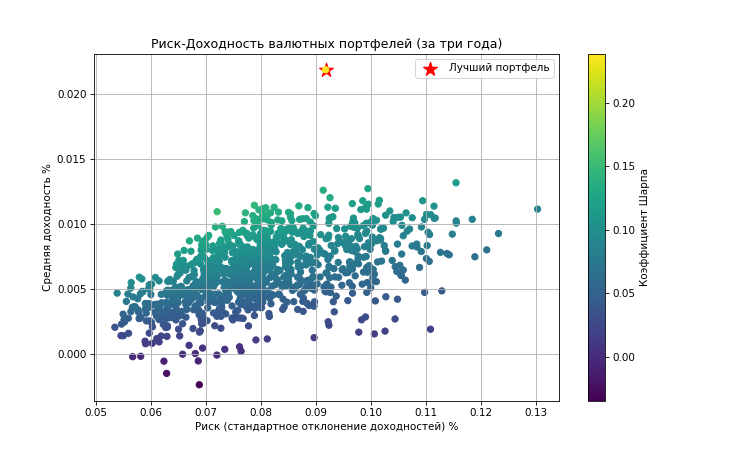 Риск-Доходность валютных портфелей (за три года)
Лучший портфель
0.020
0.015
0.010
0.005
0.000
Средняя доходность %
0.05 0.06 0.07 0.08 0.09 0.10 0.11 0.12 0.13
Риск (стандартное отклонение доходностей) %
0.20
0.15
0.10
0.05
0.00
Коэффициент Шарпа